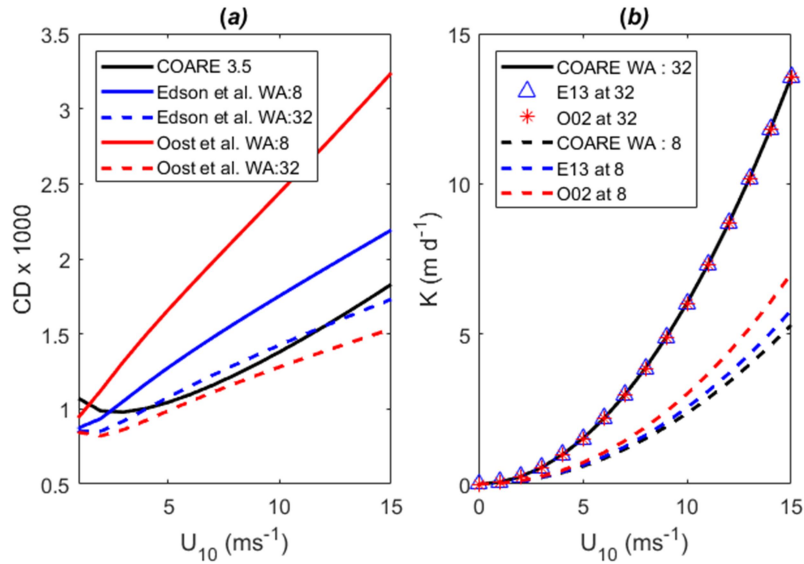 (a)
3.5
3
2.5
2
1.5
1
0.5
CD x 1000
COARE 3.5
Edson et al. WA:8
Edson et al. WA:32
Oost et al. WA:8
Oost et al. WA:32
5
10
15
U10 (ms-1)
(b)
15
10
5
0
K (m d-1)
COARE WA : 32
E13 at 32
O02 at 32
COARE WA : 8
E13 at 8
O02 at 8
0
5
10
15
U10 (ms-1)